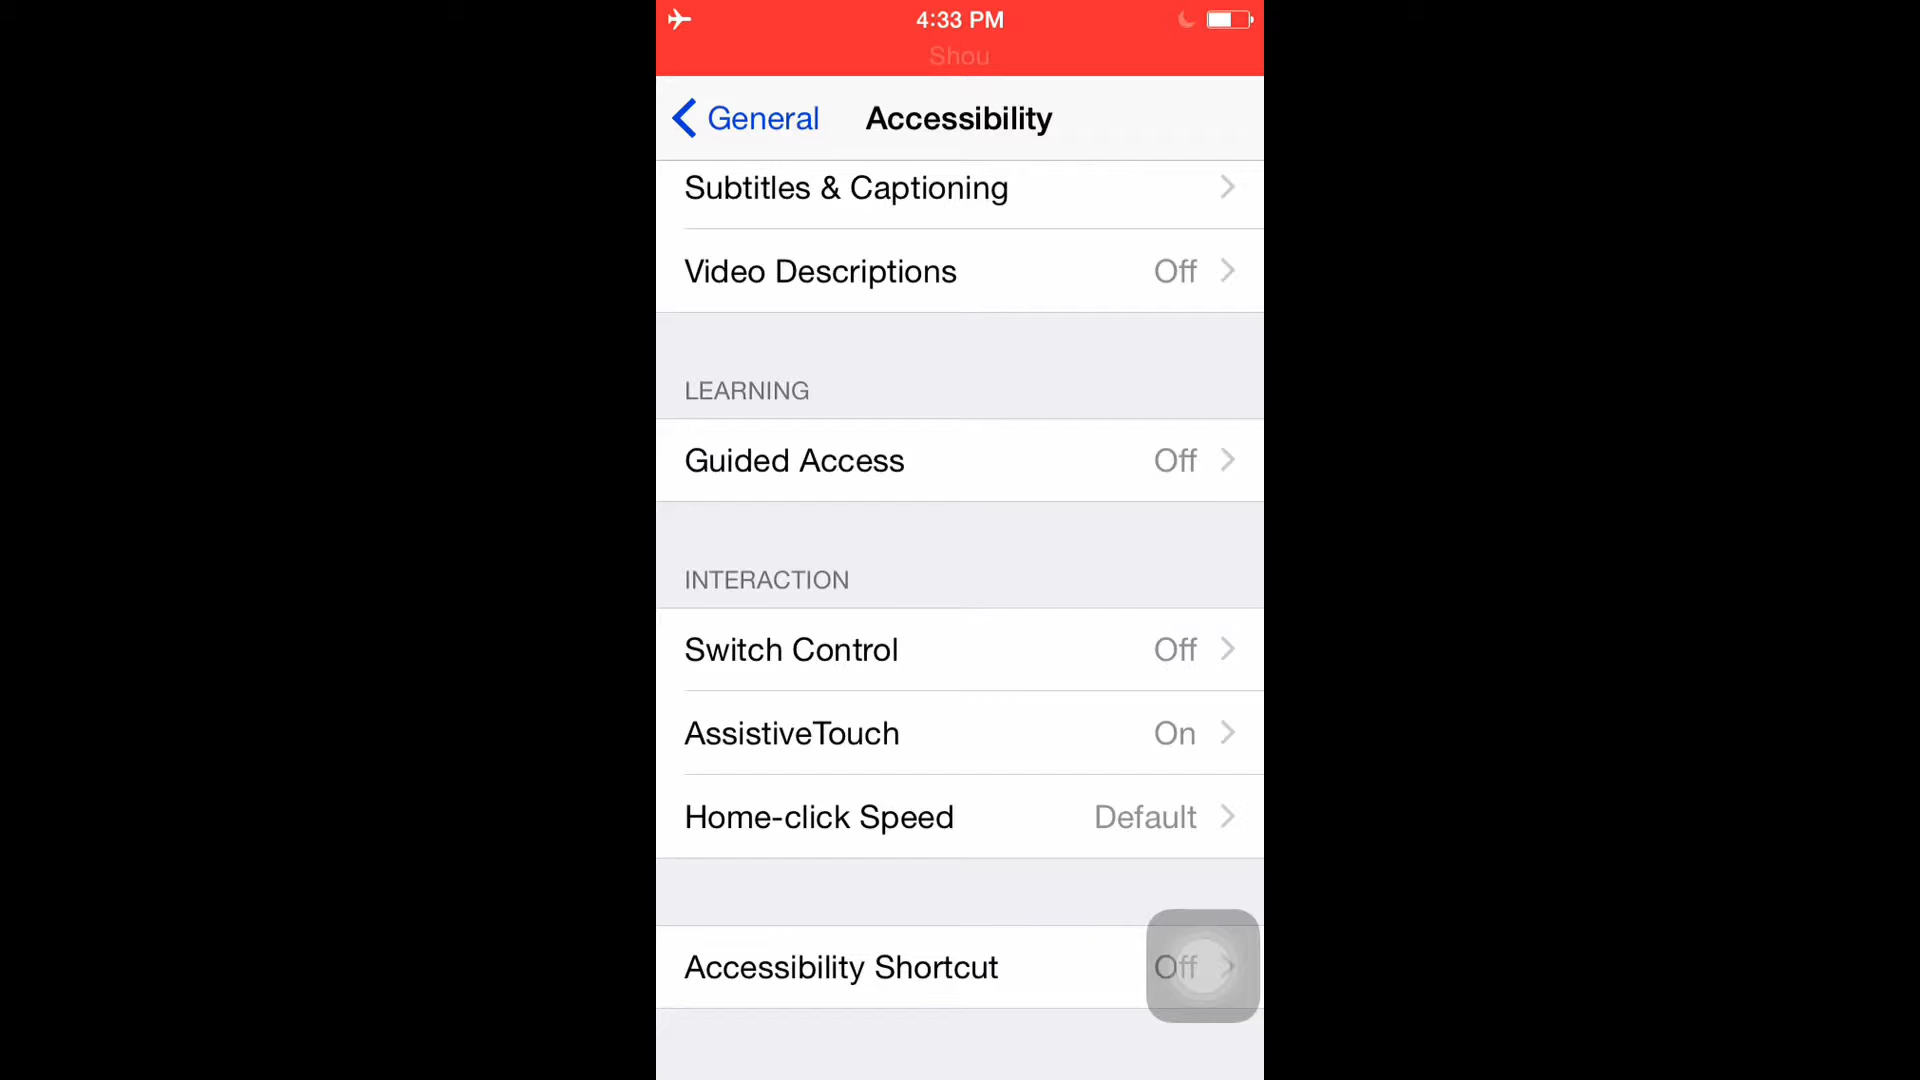 4:33 PM
Shou
General
Accessibility
Subtitles & Captioning
Video Descriptions Off
LEARNING
Guided Access Off
INTERACTION
Switch Control Off
AssistiveTouch On
Home-click Speed Default
Accessibility Shortcut Off